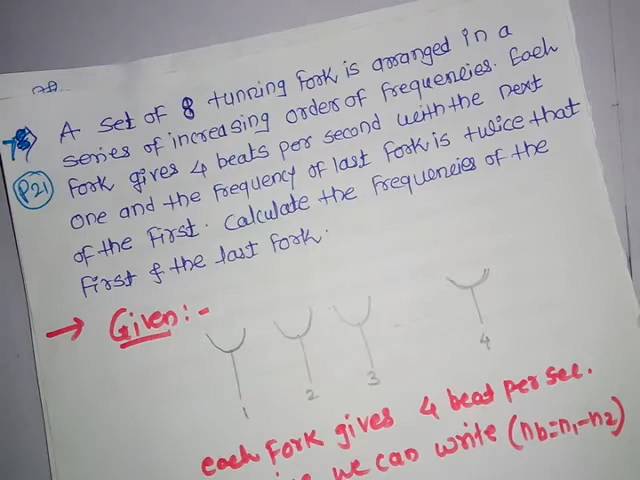 A set of 8 tunning fork is arranged in a
series of increasing order of frequencies. Each
P21 fork gives 4 beats per second with the next
one and the frequency of last fork is twice that
of the first. Calculate the frequencies of the
first & the last fork.
→ Given:-
1 2 3 4
each fork gives 4 beat per sec.
we can write (nb=n1-n2)